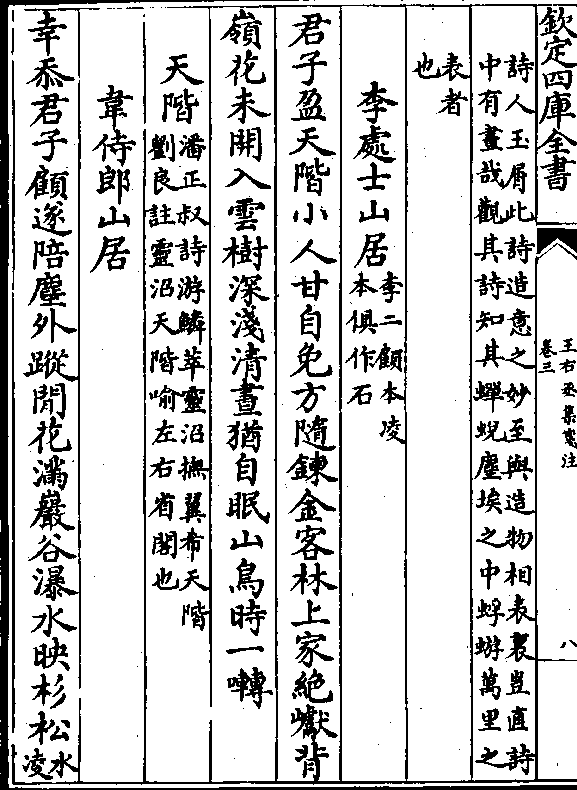 欽定四庫全書
王右丞集箋注
卷三
八
詩人玉屑此詩造意之妙至與造物相表裏豈直詩
中有畫哉觀其詩知其蟬蛻塵埃之中蜉蝣萬里之
表者
也
李處士山居
李二顧本凌
本俱作石
君子盈天階小人甘自免方隨鍊金客林上家絶巘背
嶺花未開入雲樹深淺清晝猶自眠山鳥時一囀
天階
潘正叔詩游鱗萃靈沼撫翼希天階
劉良註靈沼天階喻左右省閣也
韋侍郎山居
幸忝君子顧遂陪塵外蹤閒花滿巖谷瀑水映杉松
水
凌